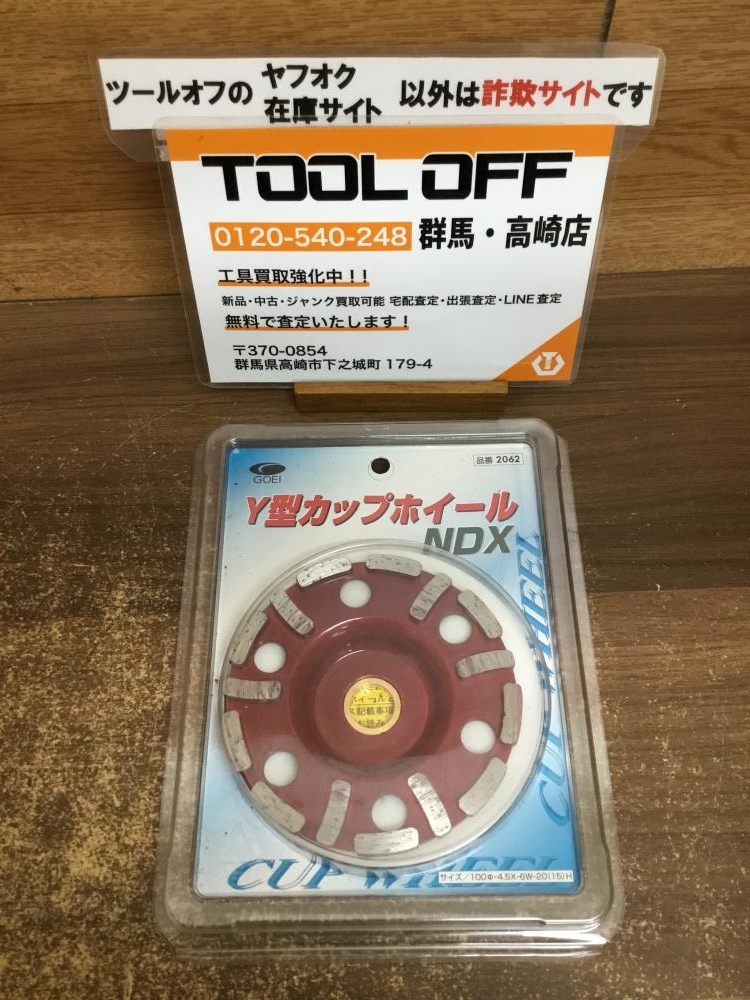 ツールオフの ヤフオク 在庫サイト 以外は詐欺サイトです
TOOL OFF
0120-540-248 群馬・高崎店
工具買取強化中！！
新品・中古・ジャンク買取可能 宅配査定・出張査定・LINE査定
無料で査定いたします！
〒370-0854
群馬県高崎市下之城町 179-4
GOEI
品番 2062
Y型カップホイール
NDX
CUP WHEEL
記載事項
CUP WHEEL
サイズ／100Φ-4.5X-6W-20(15)H